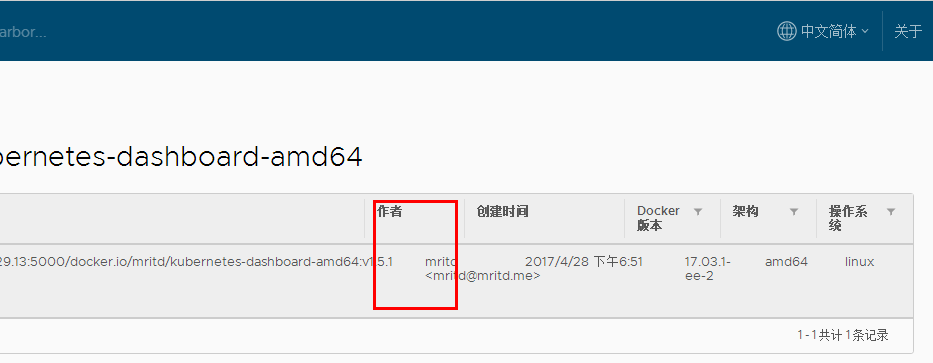 arbor...
中文简体
关于
bernetes-dashboard-amd64
作者
创建时间
Docker
版本
架构
操作系
统
29.13:5000/docker.io/mritd/kubernetes-dashboard-amd64:v1.5.1
mritd
<mritd@mritd.me>
2017/4/28 下午6:51
17.03.1-
ee-2
amd64
linux
1 - 1 共计 1 条记录